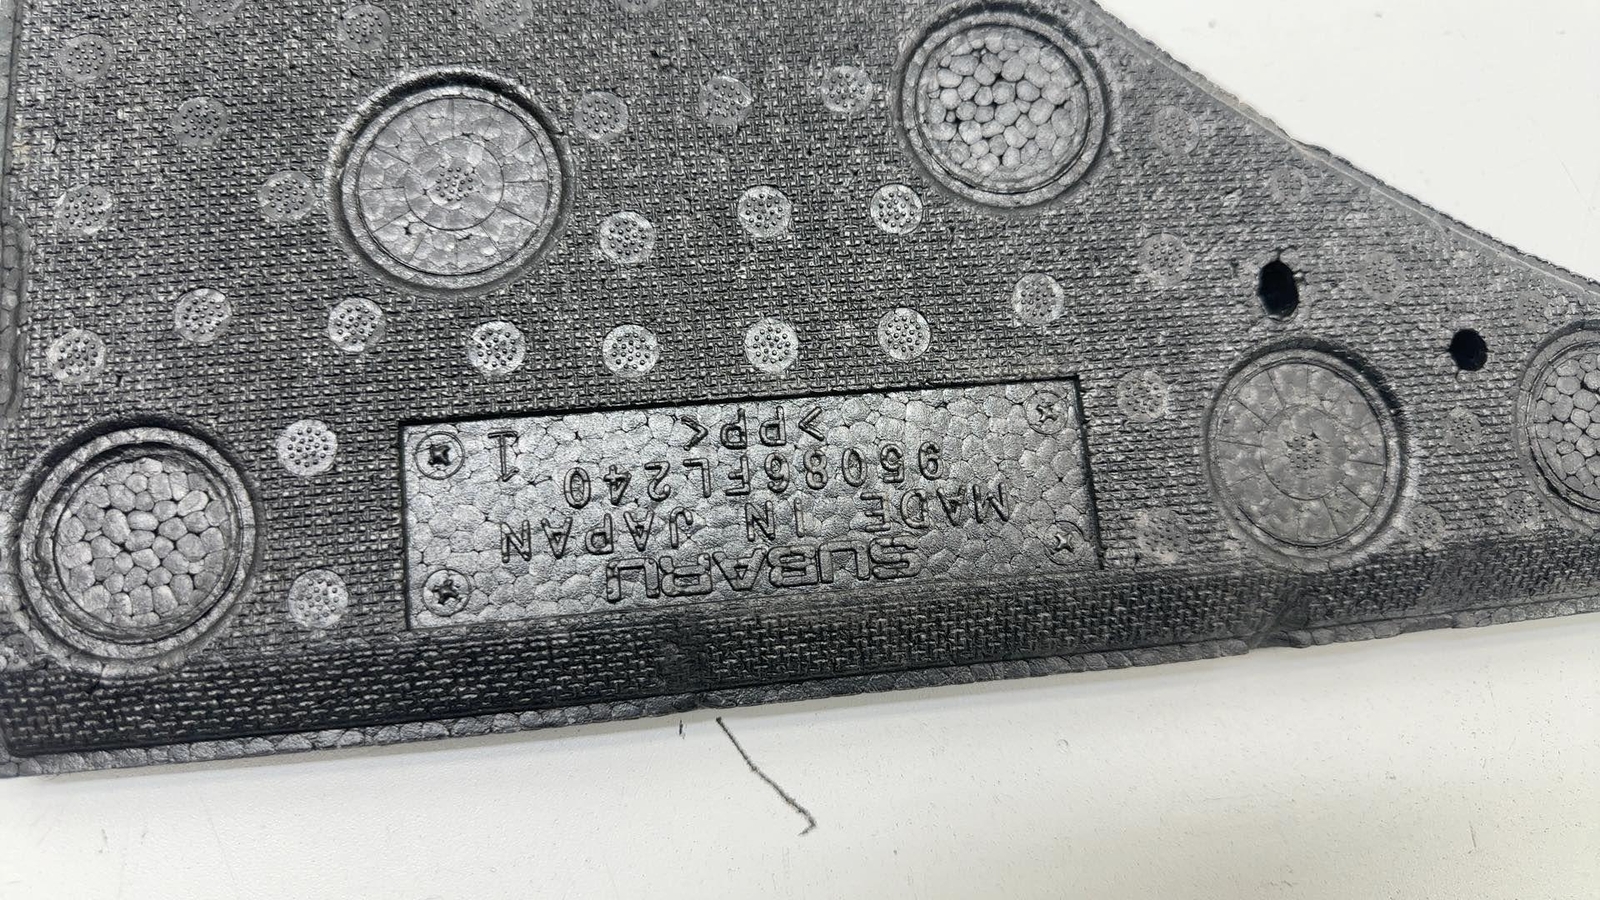 SUBARU
MADE IN JAPAN
95086FL240
>PP<
1